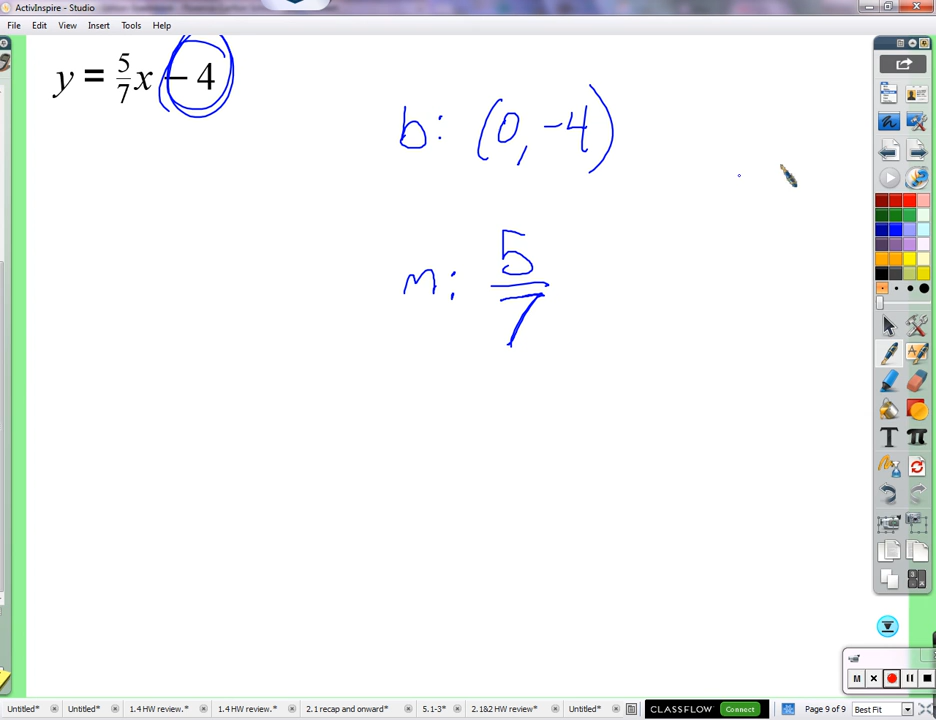 ActivInspire - Studio
File Edit View Insert Tools Help
y = 5/7 x − 4
b: (0, -4)
m: 5/7
M
Untitled* 1.4 HW review.* 1.4 HW review.* 2.1 recap and onward* 5.1-3* 2.1&2 HW review* Untitled* CLASSFLOW Connect Page 9 of 9 Best Fit